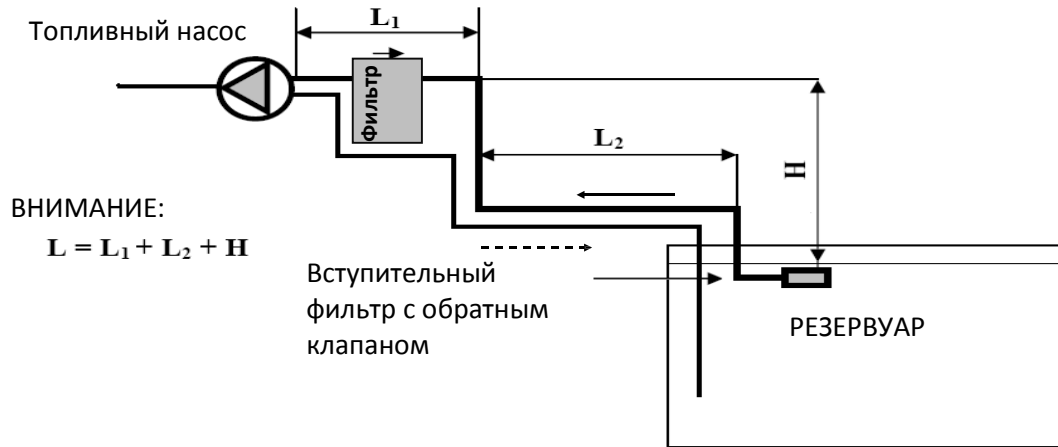 Топливный насос
L₁
Фильтр
L₂
H
ВНИМАНИЕ:
L = L₁ + L₂ + H
Вступительный
фильтр с обратным
клапаном
РЕЗЕРВУАР